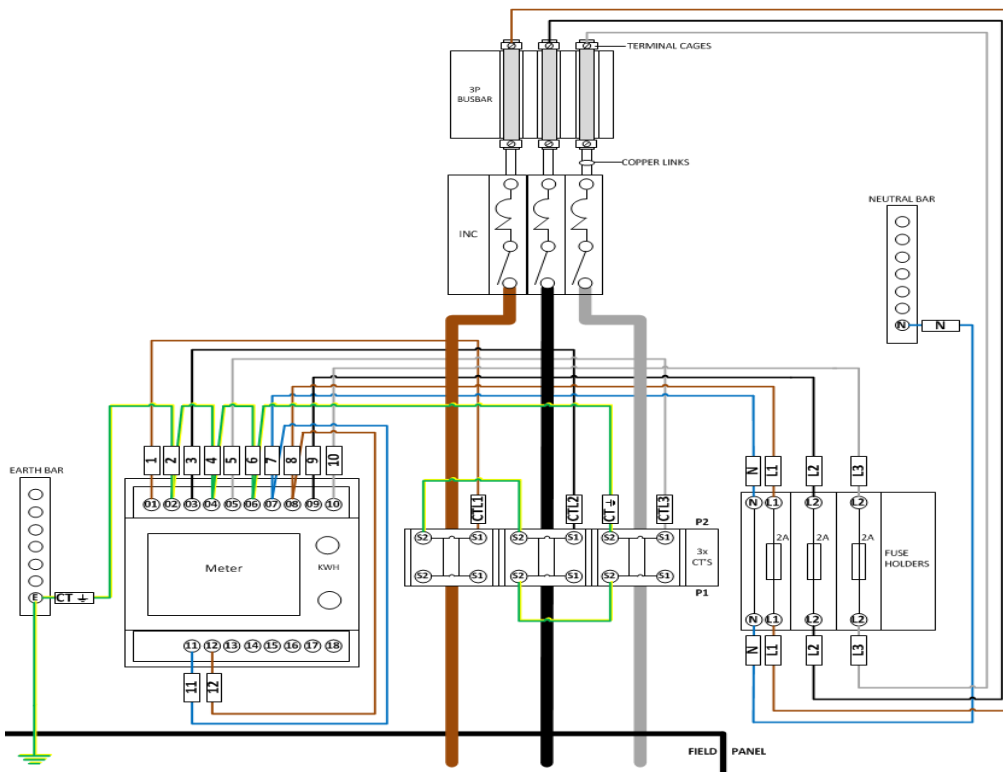 TERMINAL CAGES
3P
BUSBAR
COPPER LINKS
INC
NEUTRAL BAR
N
N
1 2 3 4 5 6 7 8 9 10
N L1 L2 L3
EARTH BAR
01 02 03 04 05 06 07 08 09 10
CTL1 CTL2 CT CTL3
P2
N L1 L2 L2
S2 S1 S2 S1 S2 S1
3x
CT'S
2A 2A 2A
FUSE
HOLDERS
Meter
KWH
S2 S1 S2 S1 S2 S1
P1
E
CT
N L1 L2 L2
11 12 13 14 15 16 17 18
N L1 L2 L3
11 12
FIELD PANEL